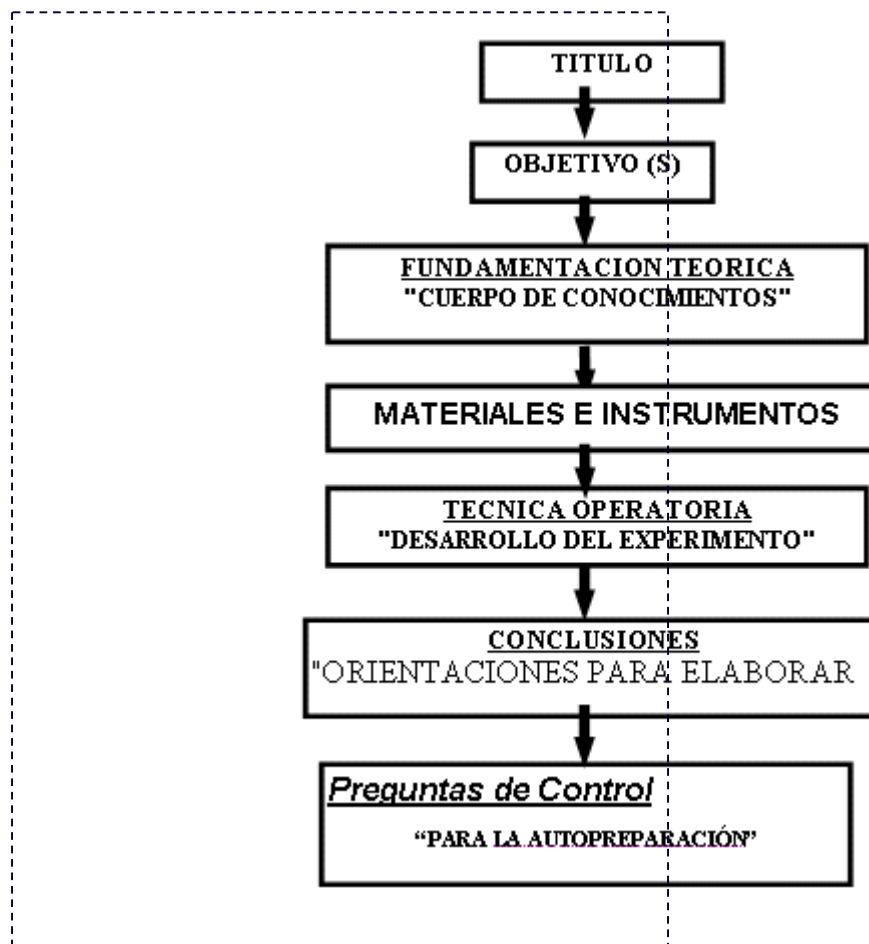 TITULO
OBJETIVO (S)
FUNDAMENTACION TEORICA
"CUERPO DE CONOCIMIENTOS"
MATERIALES E INSTRUMENTOS
TECNICA OPERATORIA
"DESARROLLO DEL EXPERIMENTO"
CONCLUSIONES
"ORIENTACIONES PARA ELABORAR
Preguntas de Control
“PARA LA AUTOPREPARACIÓN”